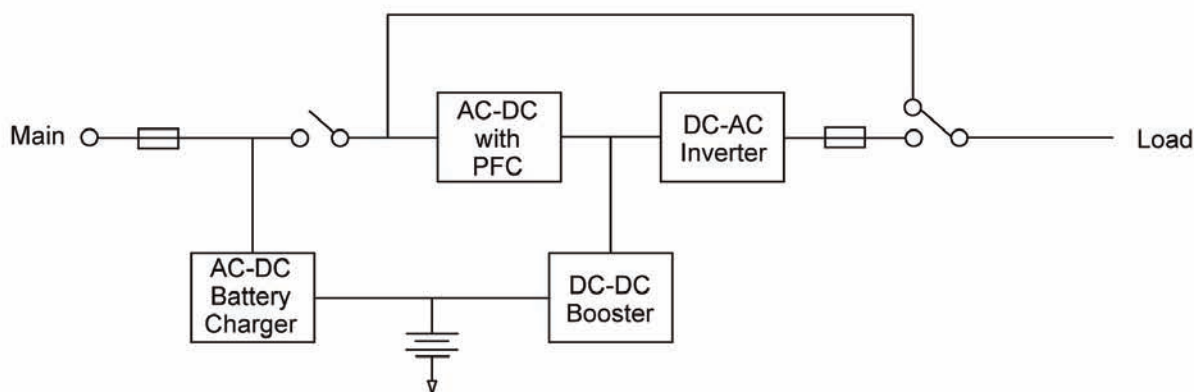 Main
AC-DC
with
PFC
DC-AC
Inverter
Load
AC-DC
Battery
Charger
DC-DC
Booster